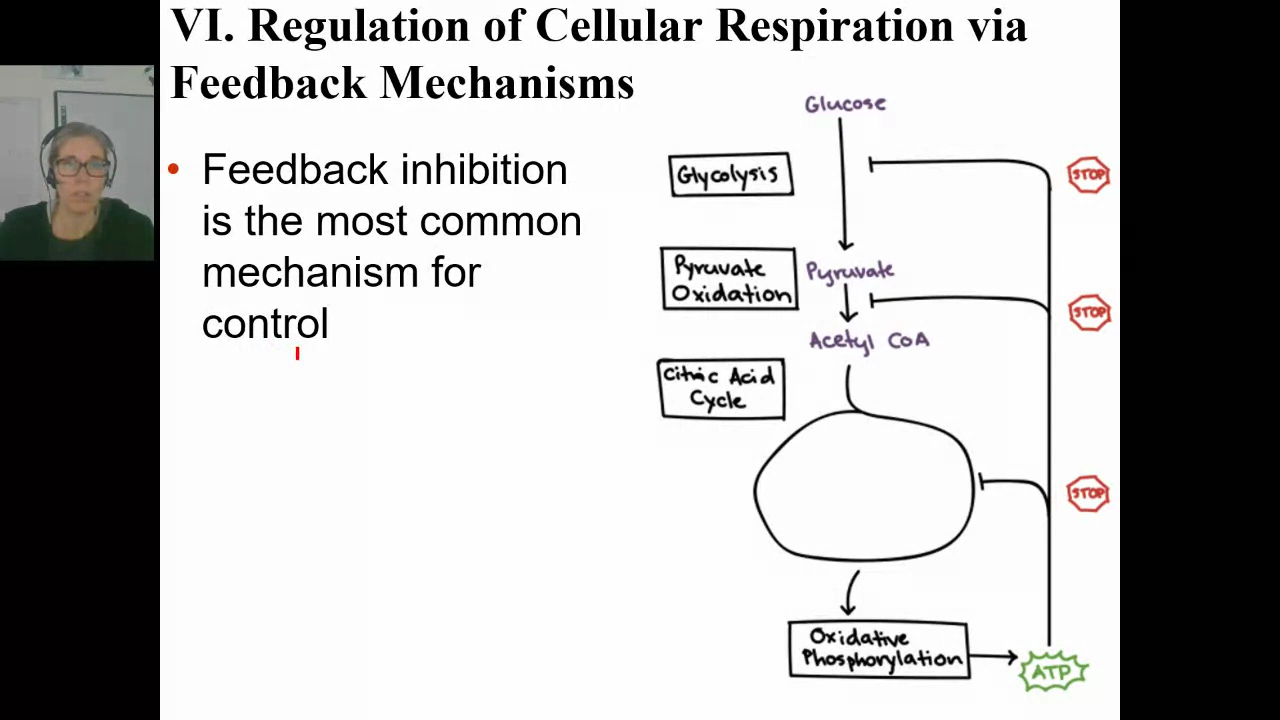 VI. Regulation of Cellular Respiration via
Feedback Mechanisms
• Feedback inhibition
is the most common
mechanism for
control
Glucose
Glycolysis
STOP
Pyruvate
Oxidation
Pyruvate
STOP
Acetyl CoA
Citric Acid
Cycle
STOP
Oxidative
Phosphorylation
ATP